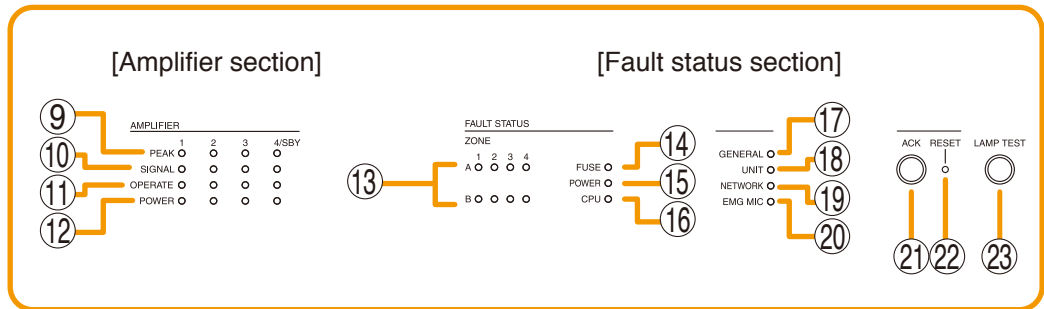 [Amplifier section]
[Fault status section]
⑨
⑩
⑪
⑫
AMPLIFIER
1 2 3 4/SBY
PEAK
SIGNAL
OPERATE
POWER
⑬
FAULT STATUS
ZONE
1 2 3 4
A
B
FUSE
POWER
CPU
⑭
⑮
⑯
GENERAL
UNIT
NETWORK
EMG MIC
⑰
⑱
⑲
⑳
ACK RESET LAMP TEST
㉑ ㉒ ㉓